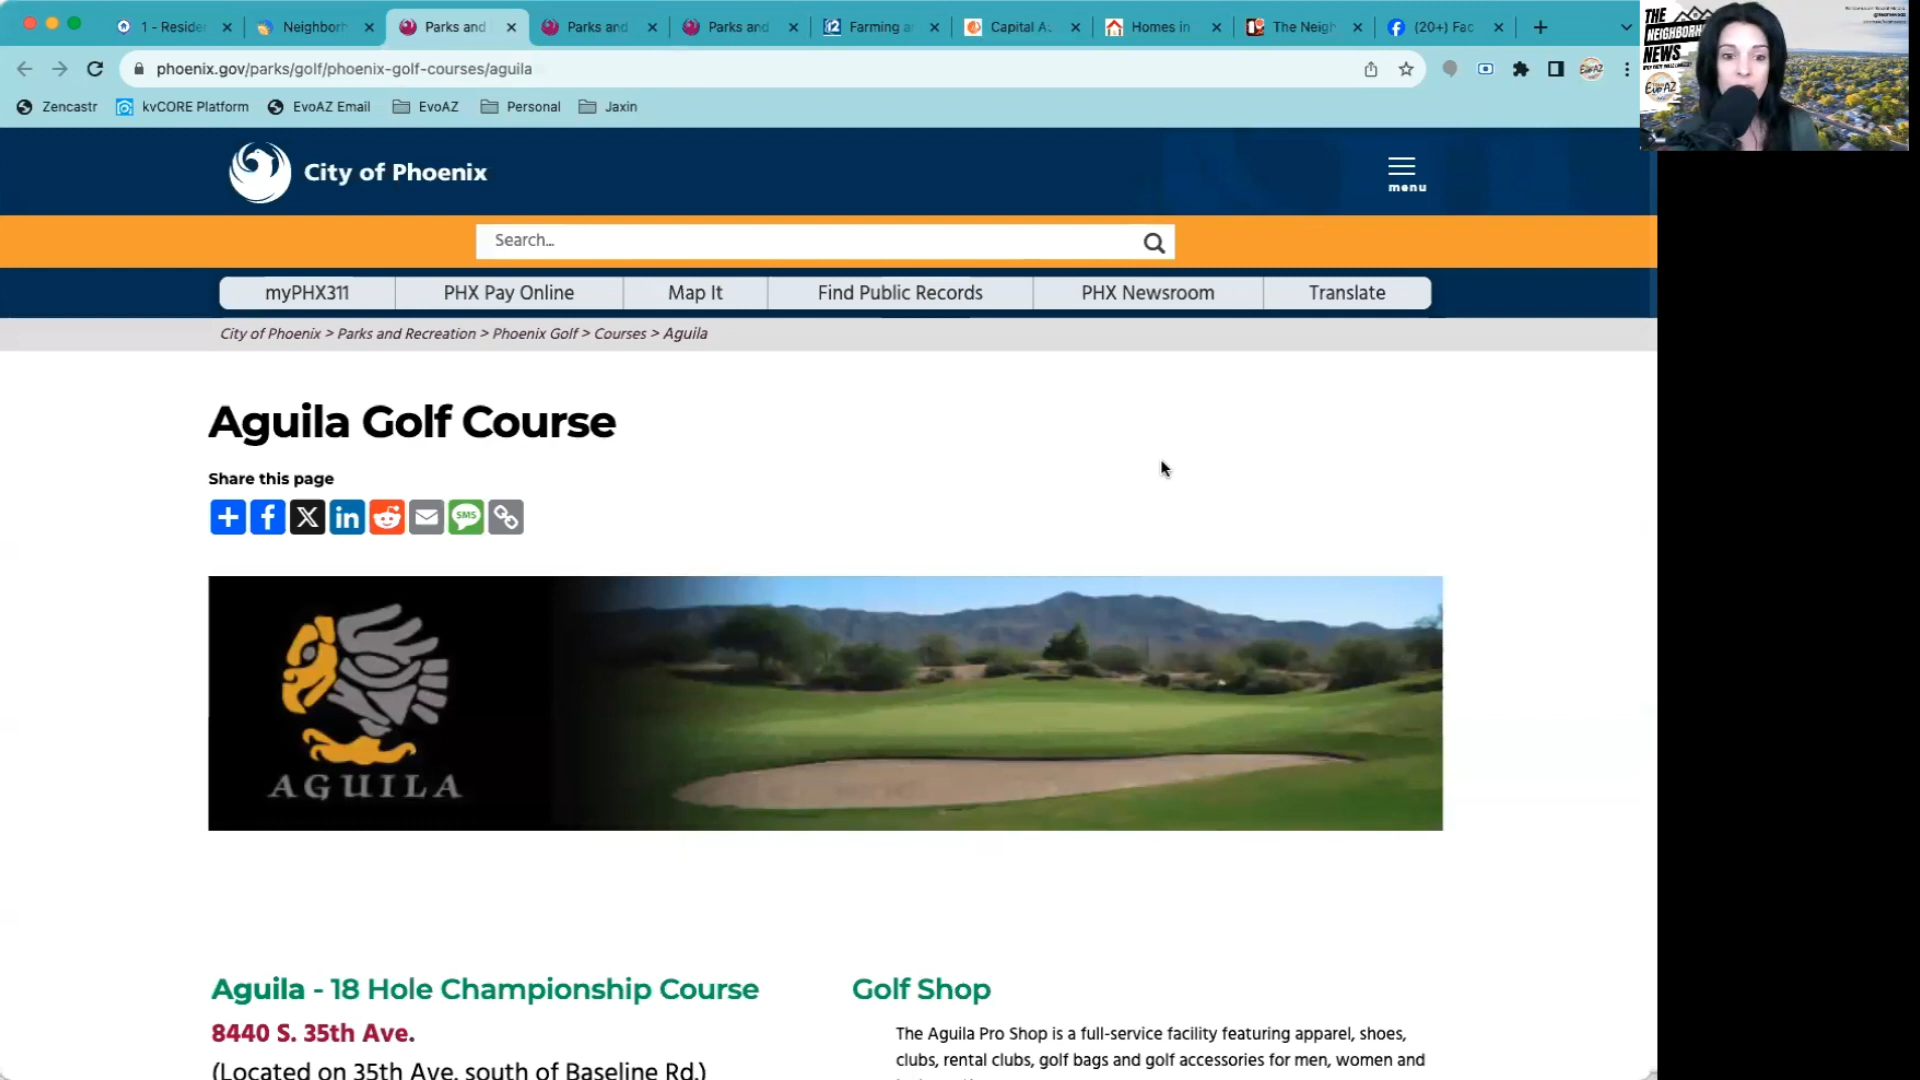 1 - Reside
Neighborh
Parks and
Parks and
Parks and
Farming a
Capital A
Homes in
The Neigh
(20+) Fac
phoenix.gov/parks/golf/phoenix-golf-courses/aguila
Zencastr
kvCORE Platform
EvoAZ Email
EvoAZ
Personal
Jaxin
THE
NEIGHBORH
NEWS
EVOAZ
City of Phoenix
menu
Search...
myPHX311
PHX Pay Online
Map It
Find Public Records
PHX Newsroom
Translate
City of Phoenix > Parks and Recreation > Phoenix Golf > Courses > Aguila
Aguila Golf Course
Share this page
SMS
AGUILA
Aguila - 18 Hole Championship Course
8440 S. 35th Ave.
(Located on 35th Ave. south of Baseline Rd.)
Golf Shop
The Aguila Pro Shop is a full-service facility featuring apparel, shoes,
clubs, rental clubs, golf bags and golf accessories for men, women and